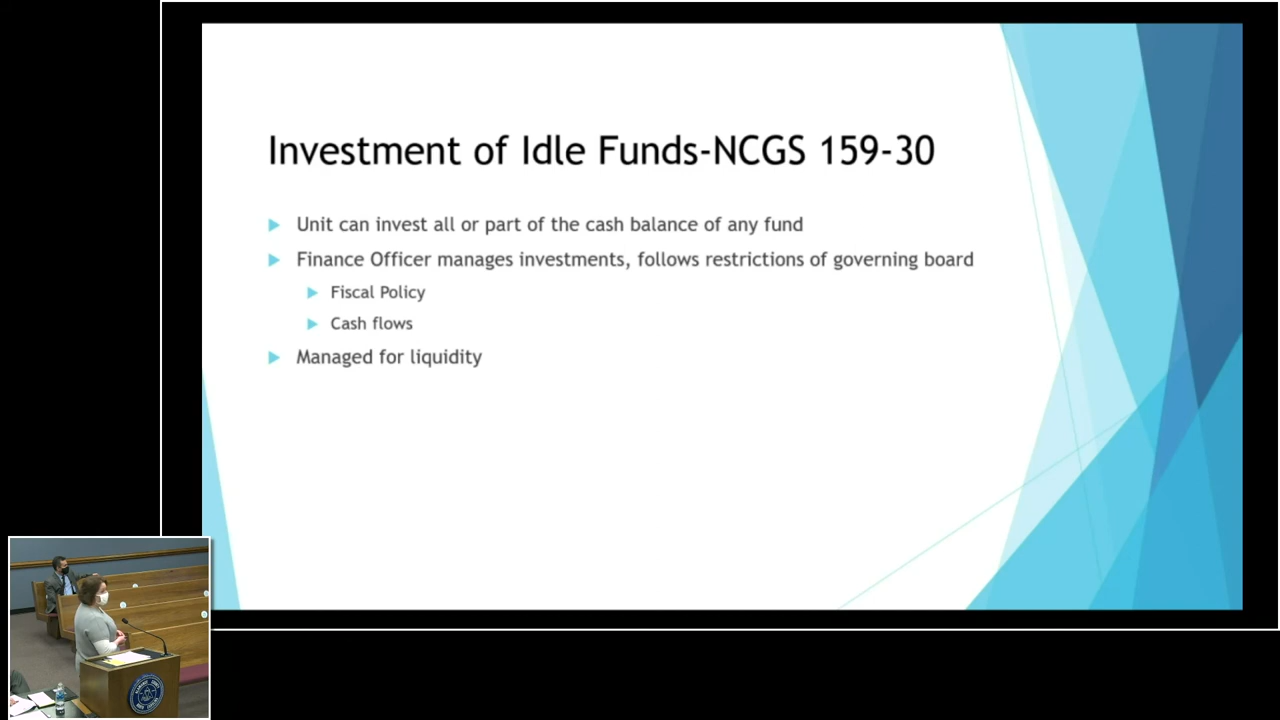 Investment of Idle Funds-NCGS 159-30
Unit can invest all or part of the cash balance of any fund
Finance Officer manages investments, follows restrictions of governing board
Fiscal Policy
Cash flows
Managed for liquidity